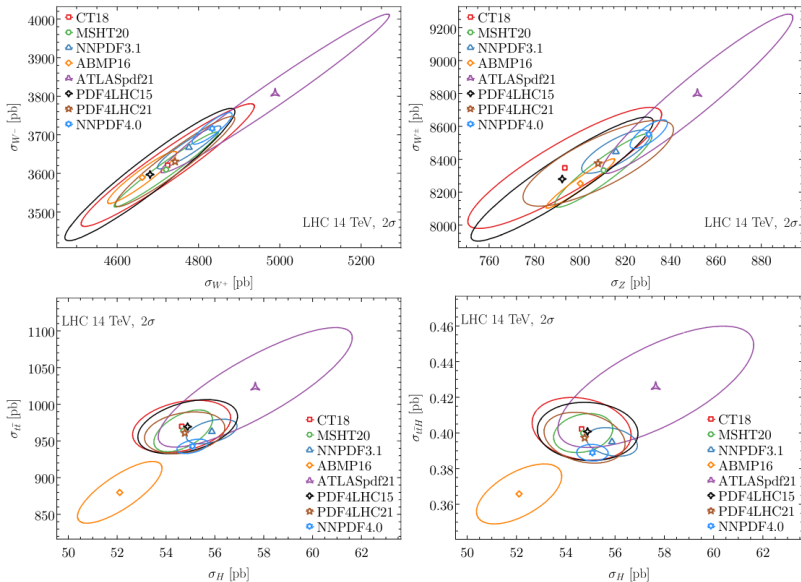 4000
3900
3800
3700
3600
3500
σ_{W⁻} [pb]
CT18
MSHT20
NNPDF3.1
ABMP16
ATLASpdf21
PDF4LHC15
PDF4LHC21
NNPDF4.0
LHC 14 TeV, 2σ
4600 4800 5000 5200
σ_{W⁺} [pb]
9000
8800
8600
8400
8200
8000
σ_{W±} [pb]
CT18
MSHT20
NNPDF3.1
ABMP16
ATLASpdf21
PDF4LHC15
PDF4LHC21
NNPDF4.0
LHC 14 TeV, 2σ
760 780 800 820 840 860 880
σ_Z [pb]
LHC 14 TeV, 2σ
1100
1050
1000
950
900
850
σ_{tt̄} [pb]
CT18
MSHT20
NNPDF3.1
ABMP16
ATLASpdf21
PDF4LHC15
PDF4LHC21
NNPDF4.0
50 52 54 56 58 60 62
σ_H [pb]
LHC 14 TeV, 2σ
0.46
0.44
0.42
0.40
0.38
0.36
σ_{tt̄H} [pb]
CT18
MSHT20
NNPDF3.1
ABMP16
ATLASpdf21
PDF4LHC15
PDF4LHC21
NNPDF4.0
50 52 54 56 58 60 62
σ_H [pb]